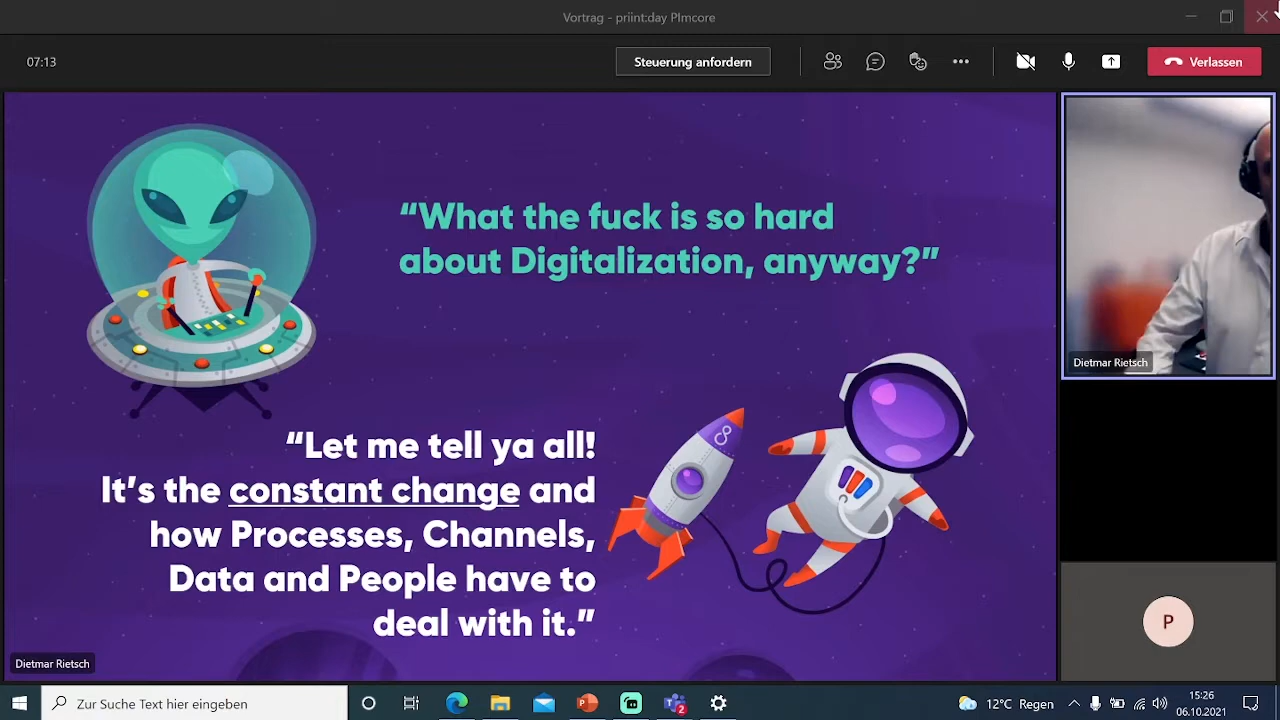 Vortrag - priint:day PImcore
07:13
Steuerung anfordern
Verlassen
“What the fuck is so hard
about Digitalization, anyway?”
“Let me tell ya all!
It’s the constant change and
how Processes, Channels,
Data and People have to
deal with it.”
Dietmar Rietsch
Dietmar Rietsch
P
Zur Suche Text hier eingeben
2
12°C Regen
15:26
06.10.2021